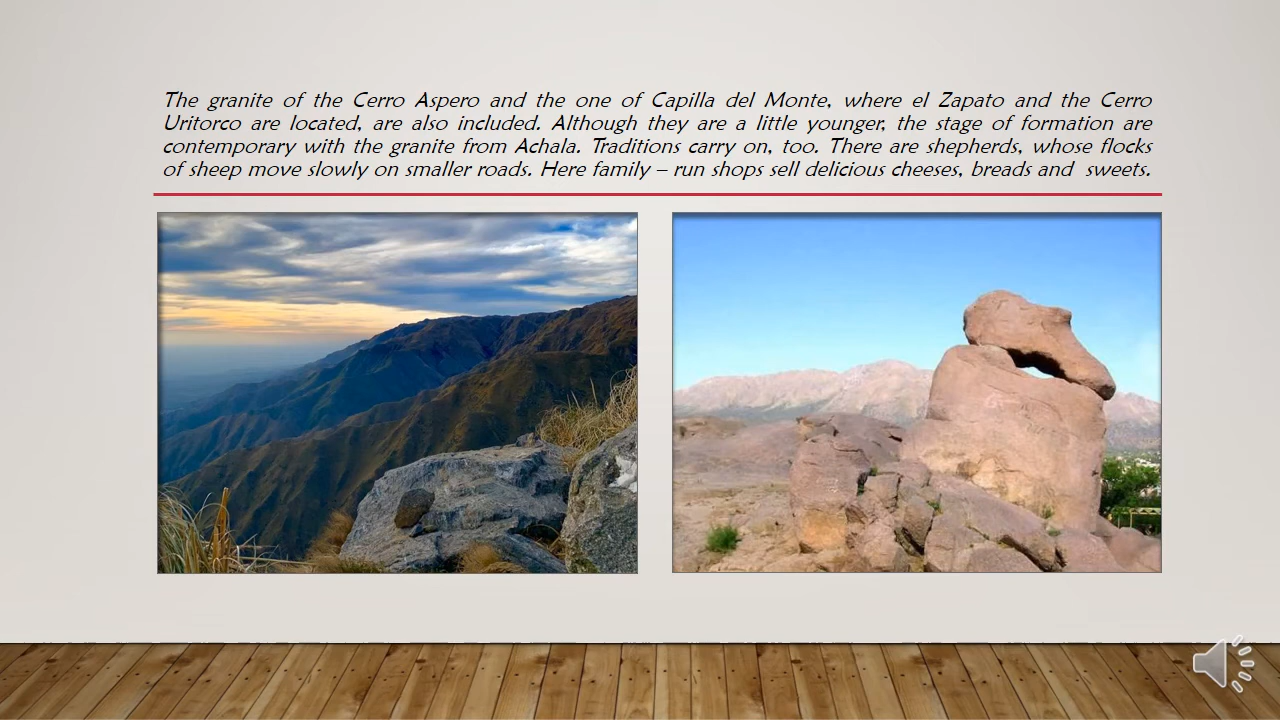 The granite of the Cerro Aspero and the one of Capilla del Monte, where el Zapato and the Cerro
Uritorco are located, are also included. Although they are a little younger, the stage of formation are
contemporary with the granite from Achala. Traditions carry on, too. There are shepherds, whose flocks
of sheep move slowly on smaller roads. Here family – run shops sell delicious cheeses, breads and  sweets.